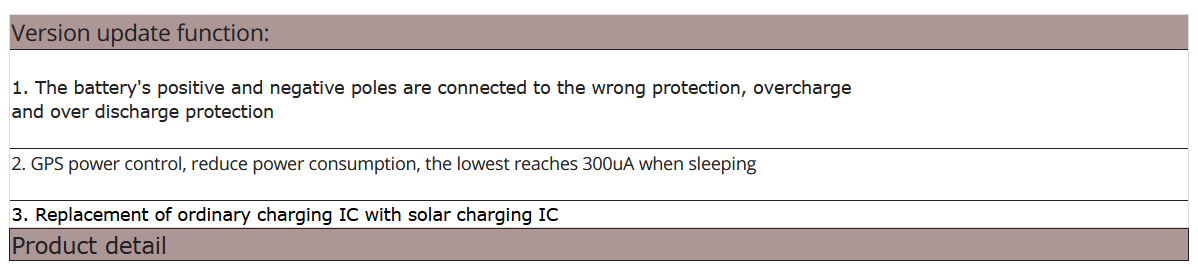 Version update function:
1. The battery's positive and negative poles are connected to the wrong protection, overcharge
and over discharge protection
2. GPS power control, reduce power consumption, the lowest reaches 300uA when sleeping
3. Replacement of ordinary charging IC with solar charging IC
Product detail